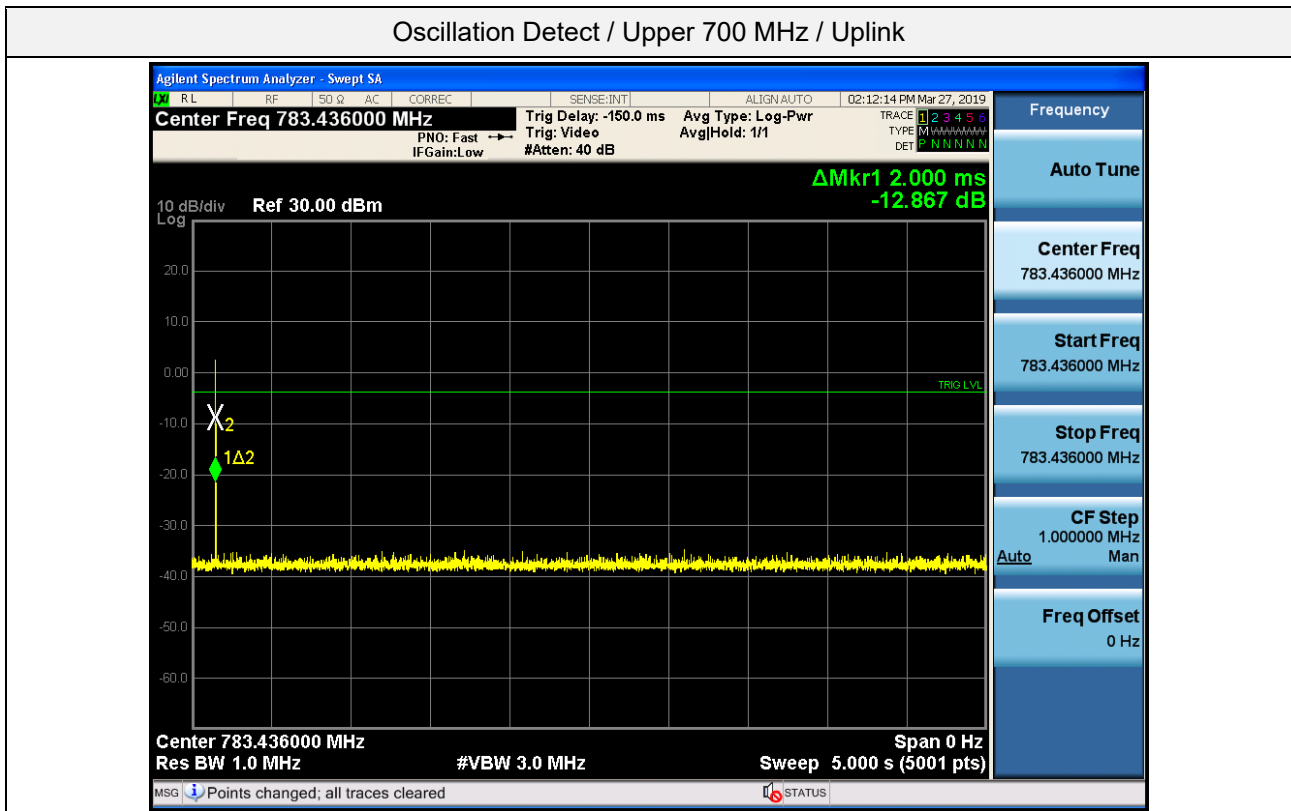 Oscillation Detect / Upper 700 MHz / Uplink
Agilent Spectrum Analyzer - Swept SA
LXI RL RF 50 Ω AC CORREC SENSE:INT ALIGN AUTO 02:12:14 PM Mar 27, 2019
Center Freq 783.436000 MHz
PNO: Fast
IFGain:Low
Trig Delay: -150.0 ms
Trig: Video
#Atten: 40 dB
Avg Type: Log-Pwr
Avg|Hold: 1/1
TRACE 1 2 3 4 5 6
TYPE M WWWWW
DET P N N N N N
ΔMkr1 2.000 ms
-12.867 dB
10 dB/div Ref 30.00 dBm
Log
20.0
10.0
0.00
TRIG LVL
-10.0
2
1Δ2
-20.0
-30.0
-40.0
-50.0
-60.0
Center 783.436000 MHz Span 0 Hz
Res BW 1.0 MHz #VBW 3.0 MHz Sweep 5.000 s (5001 pts)
MSG Points changed; all traces cleared STATUS
Frequency
Auto Tune
Center Freq
783.436000 MHz
Start Freq
783.436000 MHz
Stop Freq
783.436000 MHz
CF Step
1.000000 MHz
Auto Man
Freq Offset
0 Hz